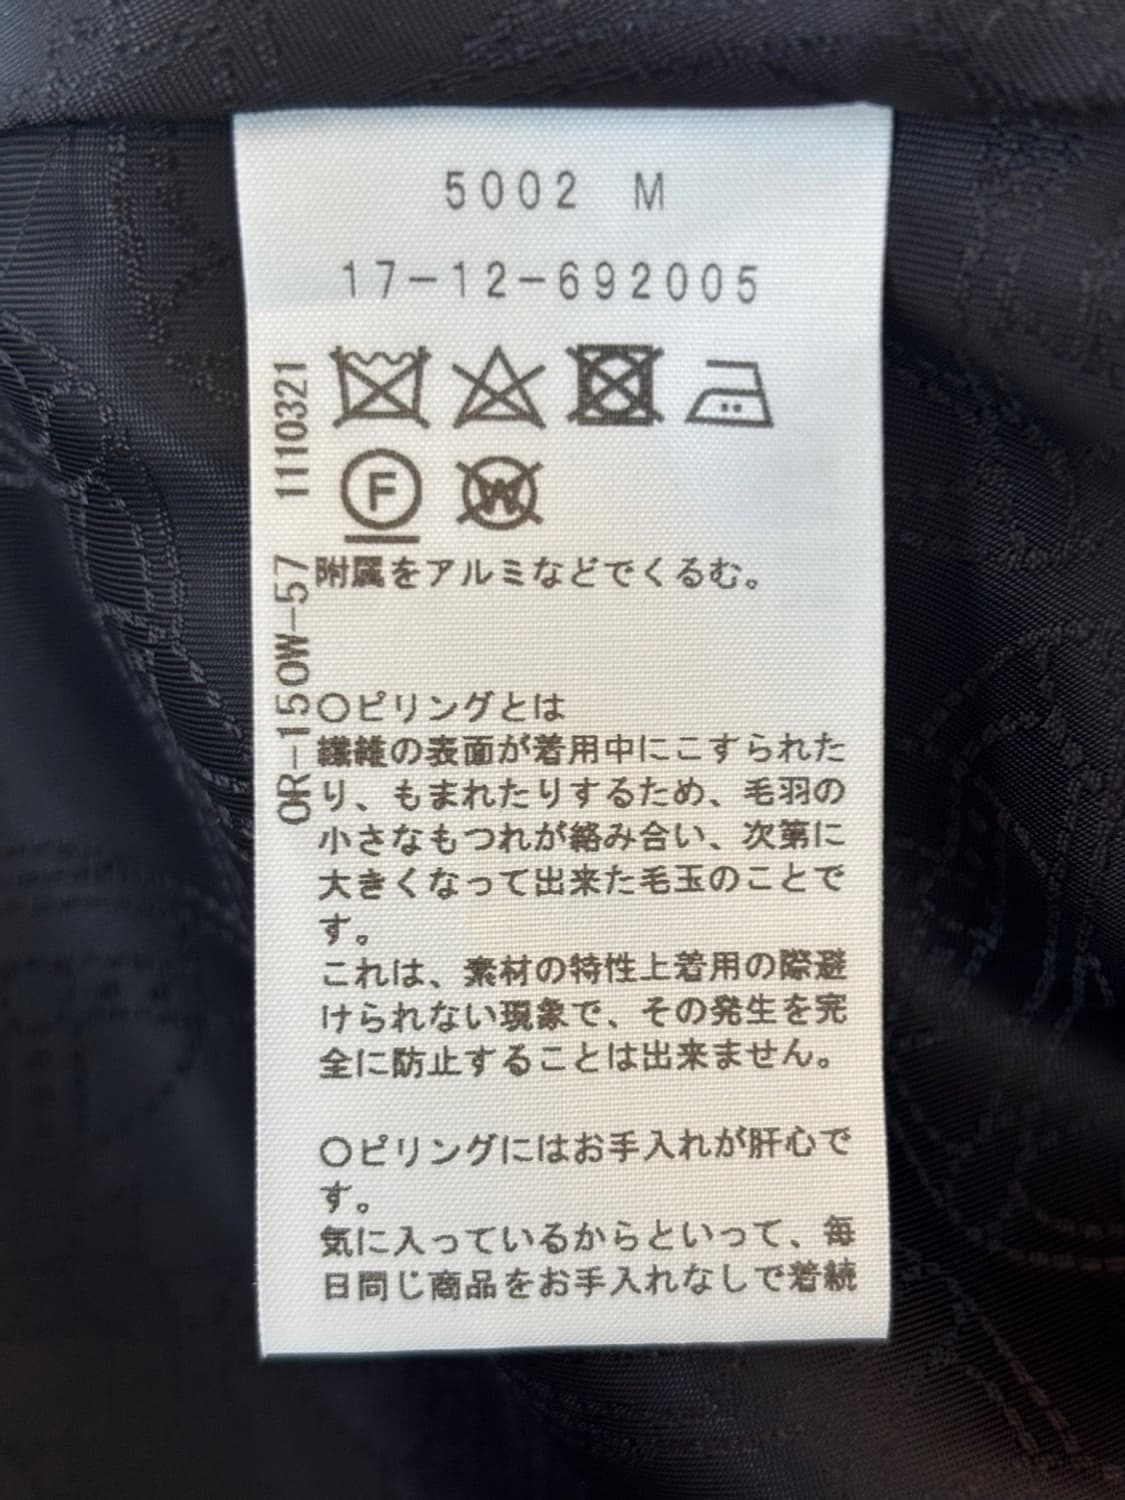 5002 M
17-12-692005
1110321
F
W
OR-150W-57
附属をアルミなどでくるむ。
○ピリングとは
繊維の表面が着用中にこすられた
り、もまれたりするため、毛羽の
小さなもつれが絡み合い、次第に
大きくなって出来た毛玉のことで
す。
これは、素材の特性上着用の際避
けられない現象で、その発生を完
全に防止することは出来ません。
○ピリングにはお手入れが肝心で
す。
気に入っているからといって、毎
日同じ商品をお手入れなしで着続